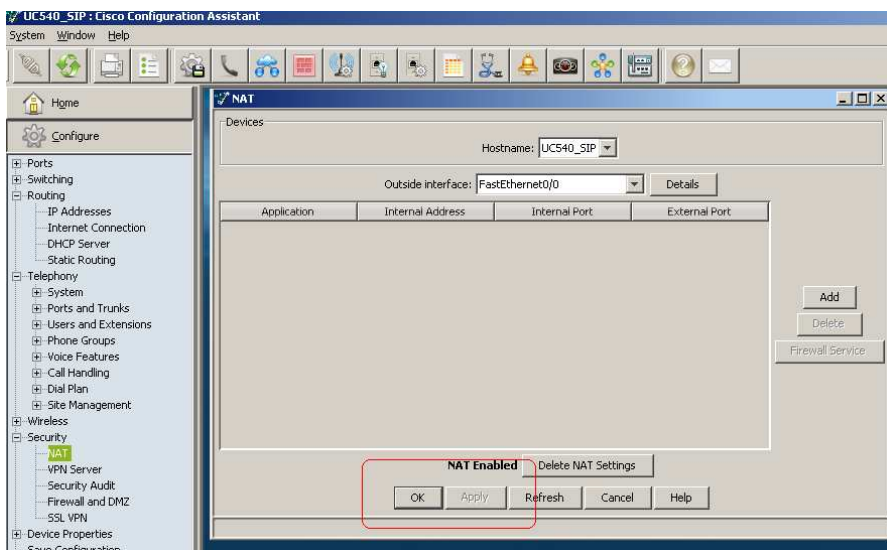 UC540_SIP : Cisco Configuration Assistant
System Window Help
Home
Configure
Ports
Switching
Routing
IP Addresses
Internet Connection
DHCP Server
Static Routing
Telephony
System
Ports and Trunks
Users and Extensions
Phone Groups
Voice Features
Call Handling
Dial Plan
Site Management
Wireless
Security
NAT
VPN Server
Security Audit
Firewall and DMZ
SSL VPN
Device Properties
Save Configuration
NAT
Devices
Hostname: UC540_SIP
Outside interface: FastEthernet0/0 Details
Application Internal Address Internal Port External Port
Add
Delete
Firewall Service
NAT Enabled Delete NAT Settings
OK Apply Refresh Cancel Help